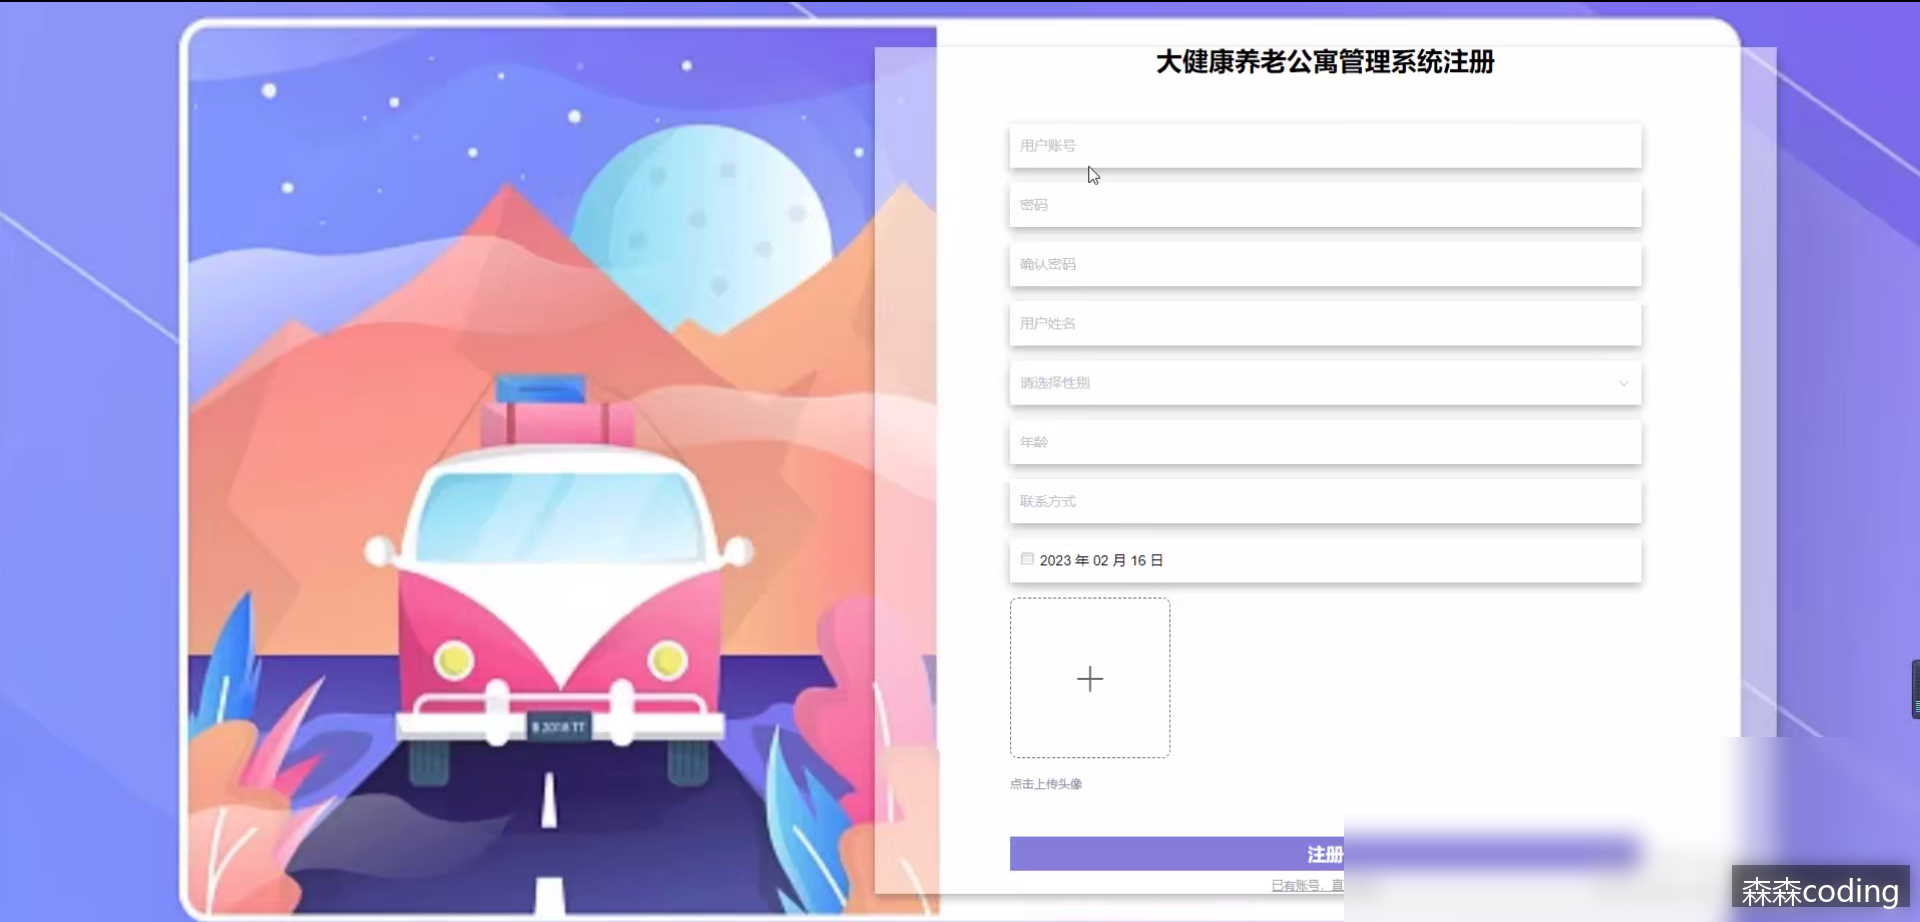 大健康养老公寓管理系统注册
用户账号
密码
确认密码
用户姓名
请选择性别
年龄
联系方式
2023 年 02 月 16 日
点击上传头像
注册
已有账号，直
森森coding